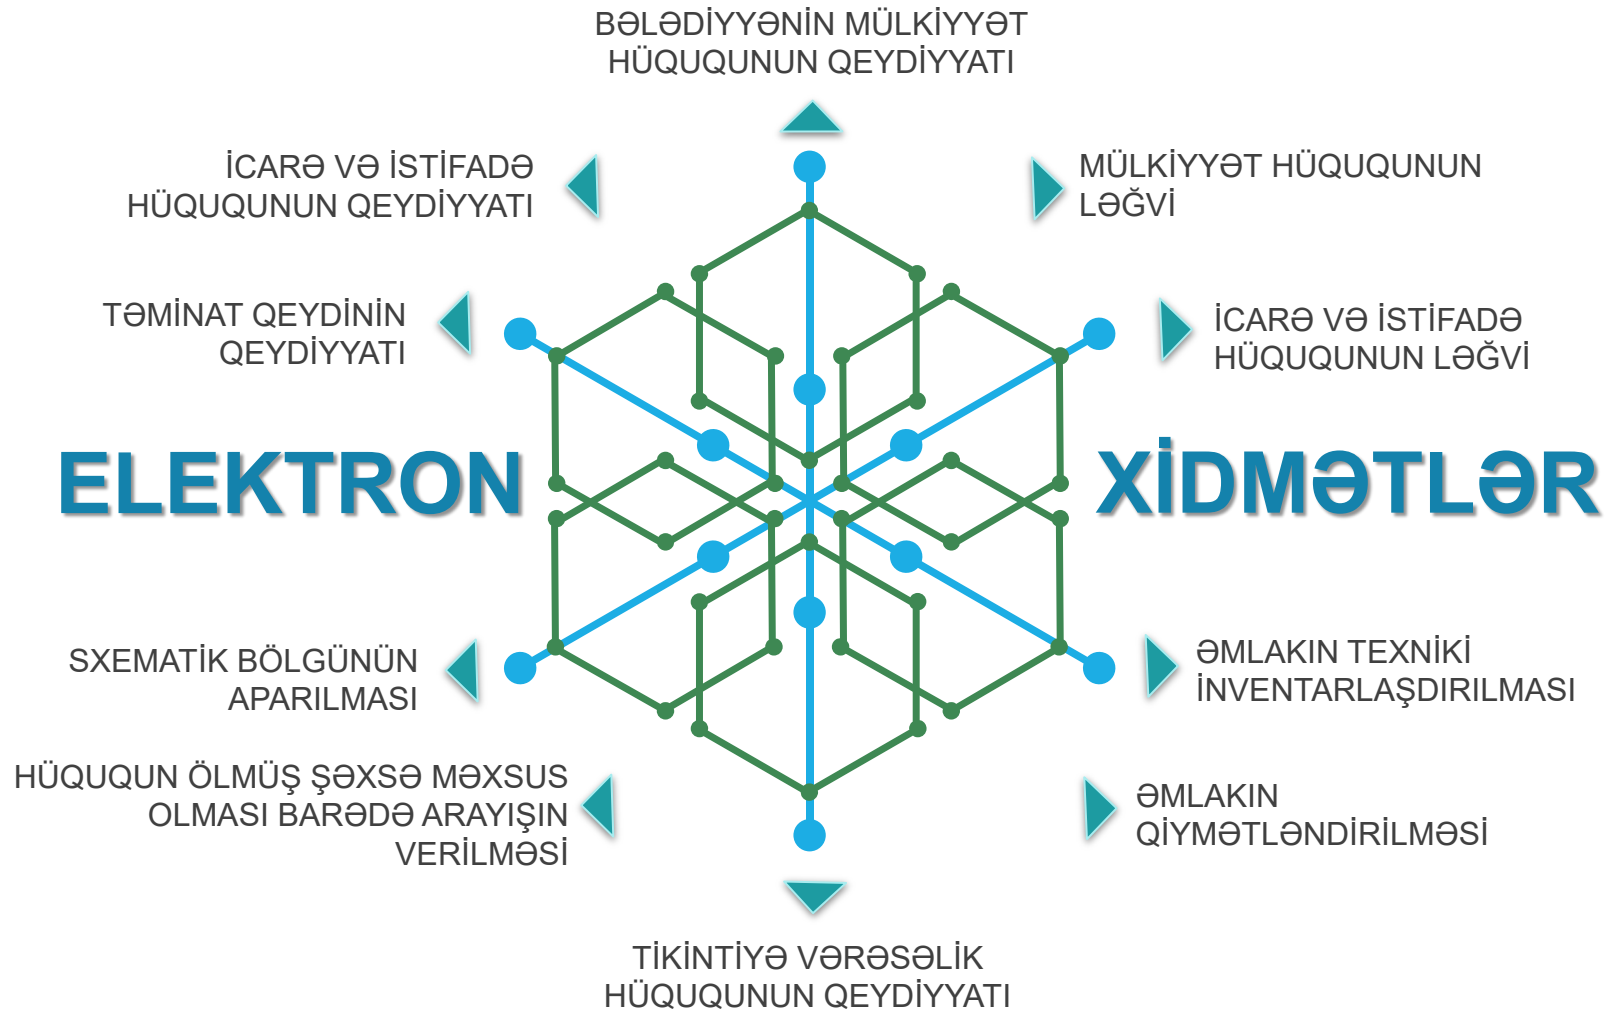 BƏLƏDİYYƏNİN MÜLKİYYƏT
HÜQUQUNUN QEYDİYYATI
İCARƏ VƏ İSTİFADƏ
HÜQUQUNUN QEYDİYYATI
MÜLKİYYƏT HÜQUQUNUN
LƏĞVİ
TƏMİNAT QEYDİNİN
QEYDİYYATI
İCARƏ VƏ İSTİFADƏ
HÜQUQUNUN LƏĞVİ
ELEKTRON
XİDMƏTLƏR
SXEMATİK BÖLGÜNÜN
APARILMASI
ƏMLAKIN TEXNİKİ
İNVENTARLAŞDIRILMASI
HÜQUQUN ÖLMÜŞ ŞƏXSƏ MƏXSUS
OLMASI BARƏDƏ ARAYIŞIN
VERİLMƏSİ
ƏMLAKIN
QİYMƏTLƏNDİRİLMƏSİ
TİKİNTİYƏ VƏRƏSƏLİK
HÜQUQUNUN QEYDİYYATI